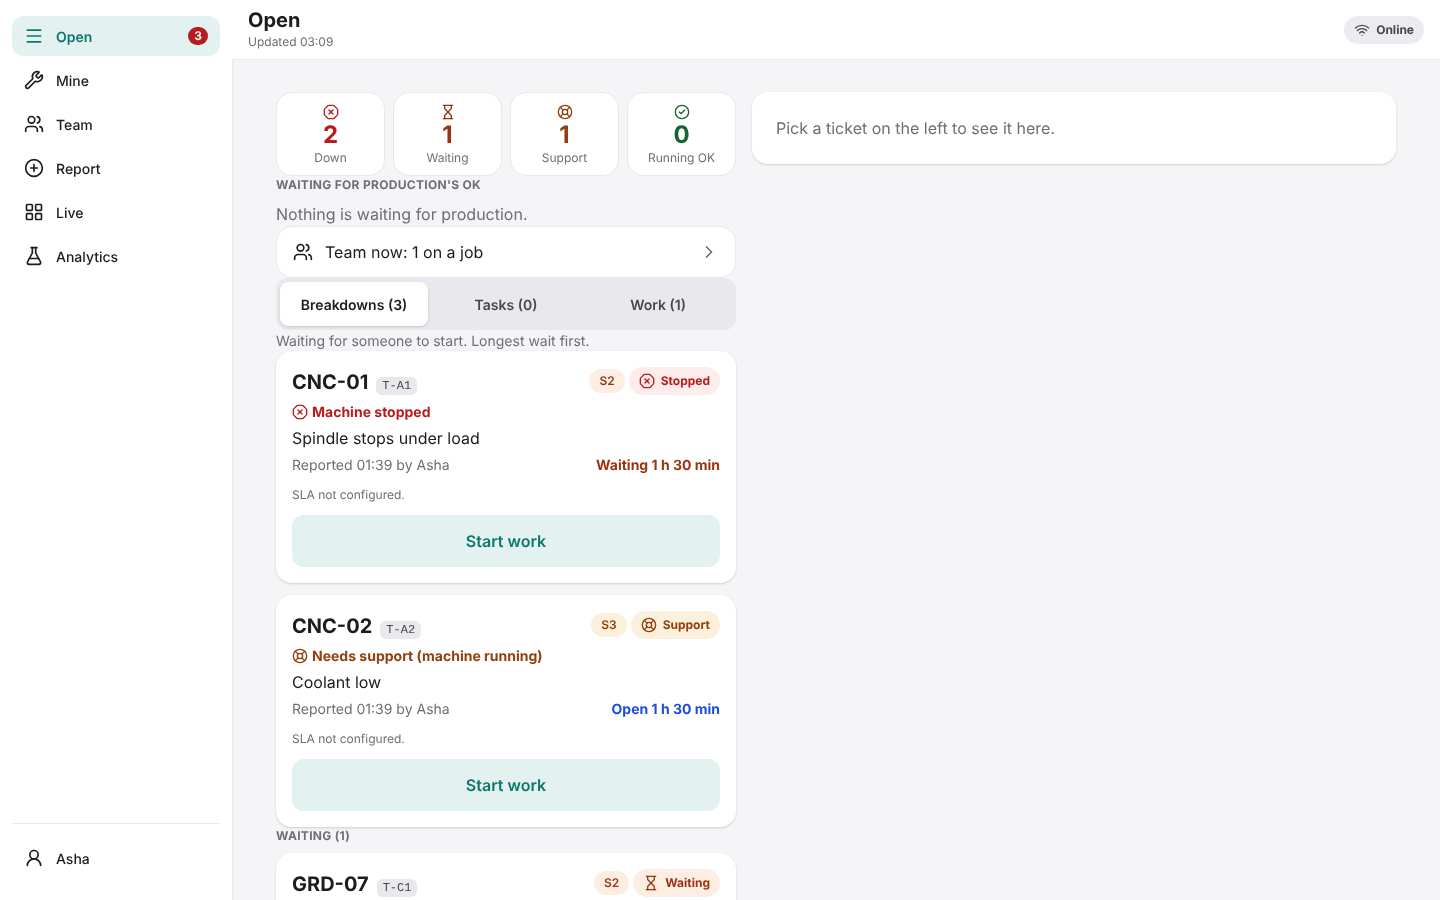 Open
3
Mine
Team
Report
Live
Analytics
Asha
Open
Updated 03:09
Online
2
Down
1
Waiting
1
Support
0
Running OK
WAITING FOR PRODUCTION'S OK
Nothing is waiting for production.
Team now: 1 on a job
Breakdowns (3)
Tasks (0)
Work (1)
Waiting for someone to start. Longest wait first.
CNC-01 T-A1 S2 Stopped
Machine stopped
Spindle stops under load
Reported 01:39 by Asha Waiting 1 h 30 min
SLA not configured.
Start work
CNC-02 T-A2 S3 Support
Needs support (machine running)
Coolant low
Reported 01:39 by Asha Open 1 h 30 min
SLA not configured.
Start work
WAITING (1)
GRD-07 T-C1 S2 Waiting
Pick a ticket on the left to see it here.